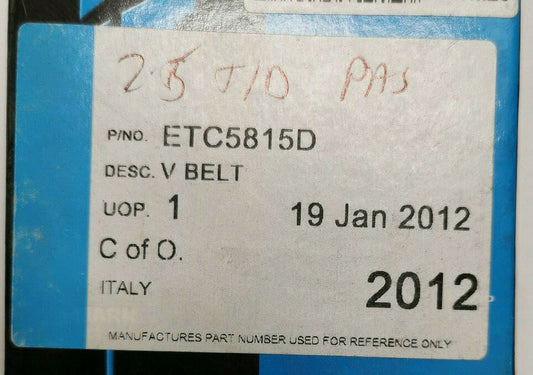 2.5 T/D PAS
P/NO. ETC5815D
DESC. V BELT
UOP. 1 19 Jan 2012
C of O.
ITALY 2012
MANUFACTURES PART NUMBER USED FOR REFERENCE ONLY